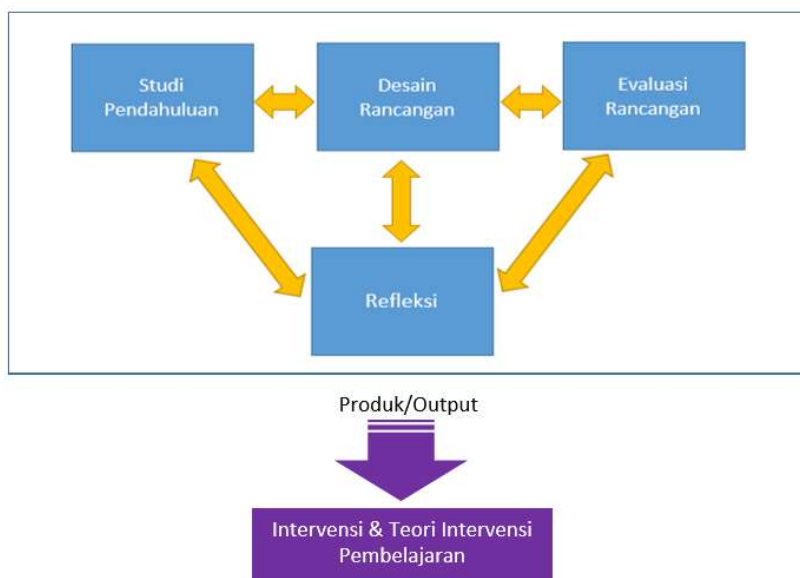 Studi
Pendahuluan
Desain
Rancangan
Evaluasi
Rancangan
Refleksi
Produk/Output
Intervensi & Teori Intervensi
Pembelajaran